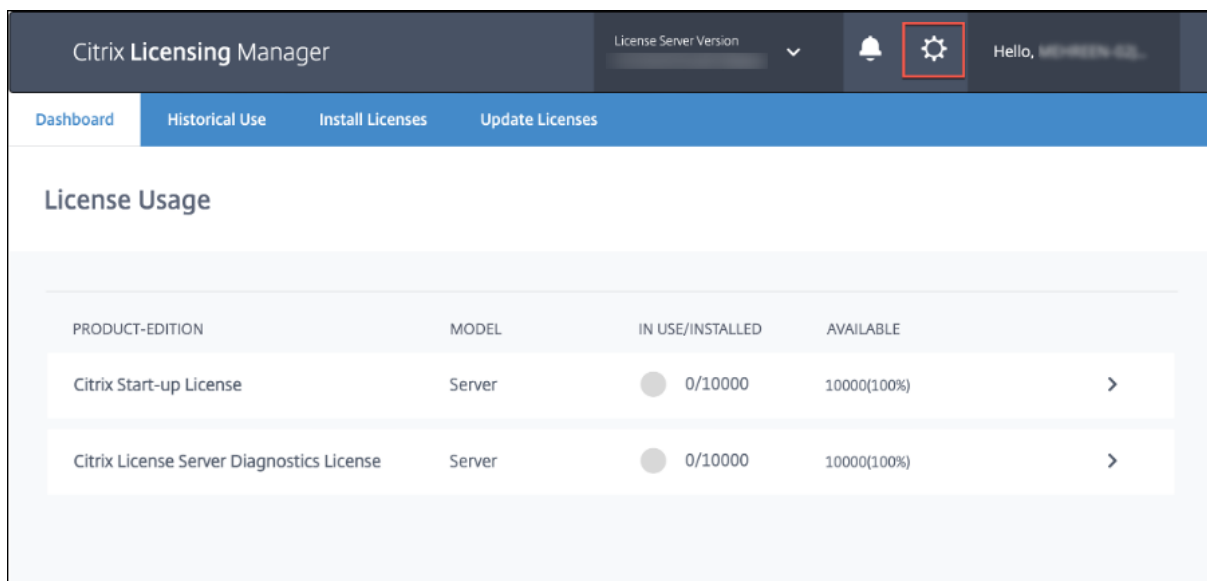 Citrix Licensing Manager
License Server Version
Hello,
Dashboard Historical Use Install Licenses Update Licenses
License Usage
PRODUCT-EDITION MODEL IN USE/INSTALLED AVAILABLE
Citrix Start-up License Server 0/10000 10000(100%)
Citrix License Server Diagnostics License Server 0/10000 10000(100%)